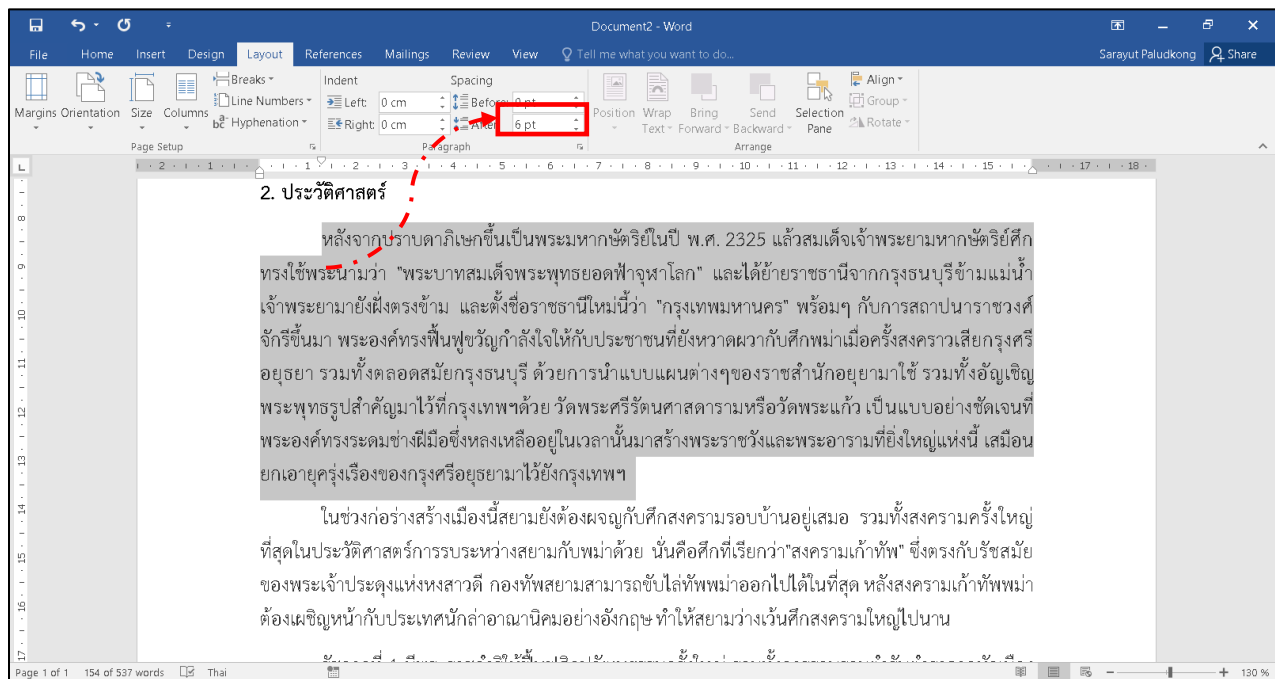 Document2 - Word
File Home Insert Design Layout References Mailings Review View Tell me what you want to do... Sarayut Paludkong Share
Margins Orientation Size Columns Breaks Line Numbers Hyphenation
Indent Spacing
Left: 0 cm Before: 0 pt
Right: 0 cm After: 6 pt
Position Wrap Text Bring Forward Send Backward Selection Pane Align Group Rotate
Page Setup Paragraph Arrange
2 1 1 2 3 4 5 6 7 8 9 10 11 12 13 14 15 17 18
2. ประวัติศาสตร์
หลังจากปราบดาภิเษกขึ้นเป็นพระมหากษัตริย์ในปี พ.ศ. 2325 แล้วสมเด็จเจ้าพระยามหากษัตริย์ศึก
ทรงใช้พระนามว่า "พระบาทสมเด็จพระพุทธยอดฟ้าจุฬาโลก" และได้ย้ายราชธานีจากกรุงธนบุรีข้ามแม่น้ำ
เจ้าพระยามายังฝั่งตรงข้าม และตั้งชื่อราชธานีใหม่นี้ว่า "กรุงเทพมหานคร" พร้อมๆ กับการสถาปนาราชวงศ์
จักรีขึ้นมา พระองค์ทรงฟื้นฟูขวัญกำลังใจให้กับประชาชนที่ยังหวาดผวากับศึกพม่าเมื่อครั้งสงคราวเสียกรุงศรี
อยุธยา รวมทั้งตลอดสมัยกรุงธนบุรี ด้วยการนำแบบแผนต่างๆของราชสำนักอยุยามาใช้ รวมทั้งอัญเชิญ
พระพุทธรูปสำคัญมาไว้ที่กรุงเทพฯด้วย วัดพระศรีรัตนศาสดารามหรือวัดพระแก้ว เป็นแบบอย่างชัดเจนที่
พระองค์ทรงระดมช่างฝีมือซึ่งหลงเหลืออยู่ในเวลานั้นมาสร้างพระราชวังและพระอารามที่ยิ่งใหญ่แห่งนี้ เสมือน
ยกเอายุครุ่งเรืองของกรุงศรีอยุธยามาไว้ยังกรุงเทพฯ
ในช่วงก่อร่างสร้างเมืองนี้สยามยังต้องผจญกับศึกสงครามรอบบ้านอยู่เสมอ รวมทั้งสงครามครั้งใหญ่
ที่สุดในประวัติศาสตร์การรบระหว่างสยามกับพม่าด้วย นั่นคือศึกที่เรียกว่า"สงครามเก้าทัพ" ซึ่งตรงกับรัชสมัย
ของพระเจ้าประดุงแห่งหงสาวดี กองทัพสยามสามารถขับไล่ทัพพม่าออกไปได้ในที่สุด หลังสงครามเก้าทัพพม่า
ต้องเผชิญหน้ากับประเทศนักล่าอาณานิคมอย่างอังกฤษ ทำให้สยามว่างเว้นศึกสงครามใหญ่ไปนาน
Page 1 of 1 154 of 537 words Thai 130 %